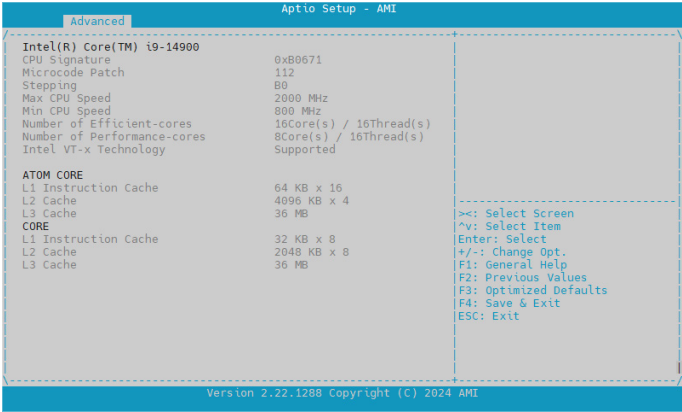 Aptio Setup - AMI
Advanced
Intel(R) Core(TM) i9-14900
CPU Signature 0xB0671
Microcode Patch 112
Stepping B0
Max CPU Speed 2000 MHz
Min CPU Speed 800 MHz
Number of Efficient-cores 16Core(s) / 16Thread(s)
Number of Performance-cores 8Core(s) / 16Thread(s)
Intel VT-x Technology Supported
ATOM CORE
L1 Instruction Cache 64 KB x 16
L2 Cache 4096 KB x 4
L3 Cache 36 MB
CORE
L1 Instruction Cache 32 KB x 8
L2 Cache 2048 KB x 8
L3 Cache 36 MB
><: Select Screen
^v: Select Item
Enter: Select
+/-: Change Opt.
F1: General Help
F2: Previous Values
F3: Optimized Defaults
F4: Save & Exit
ESC: Exit
Version 2.22.1288 Copyright (C) 2024 AMI